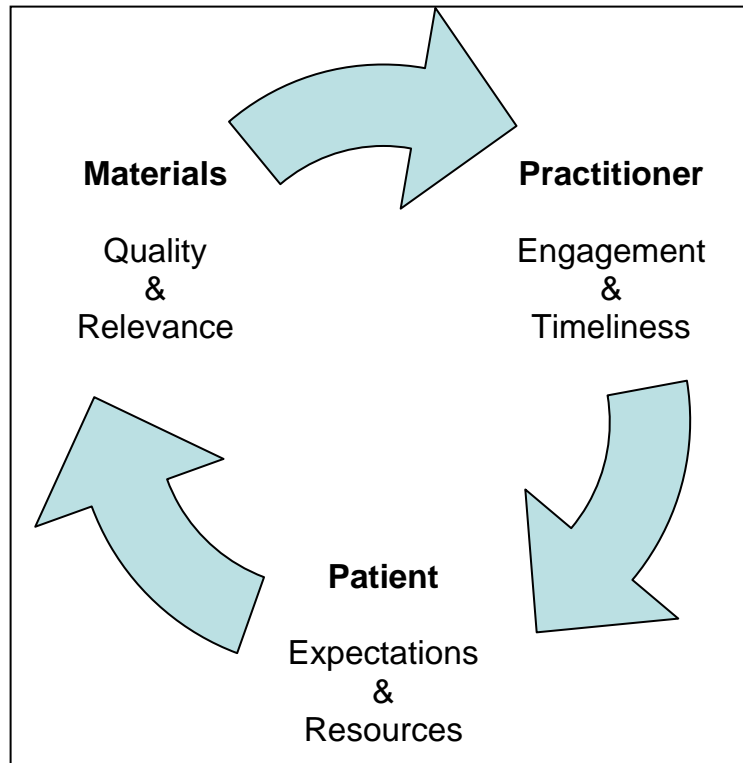 Materials
Quality
&
Relevance
Practitioner
Engagement
&
Timeliness
Patient
Expectations
&
Resources